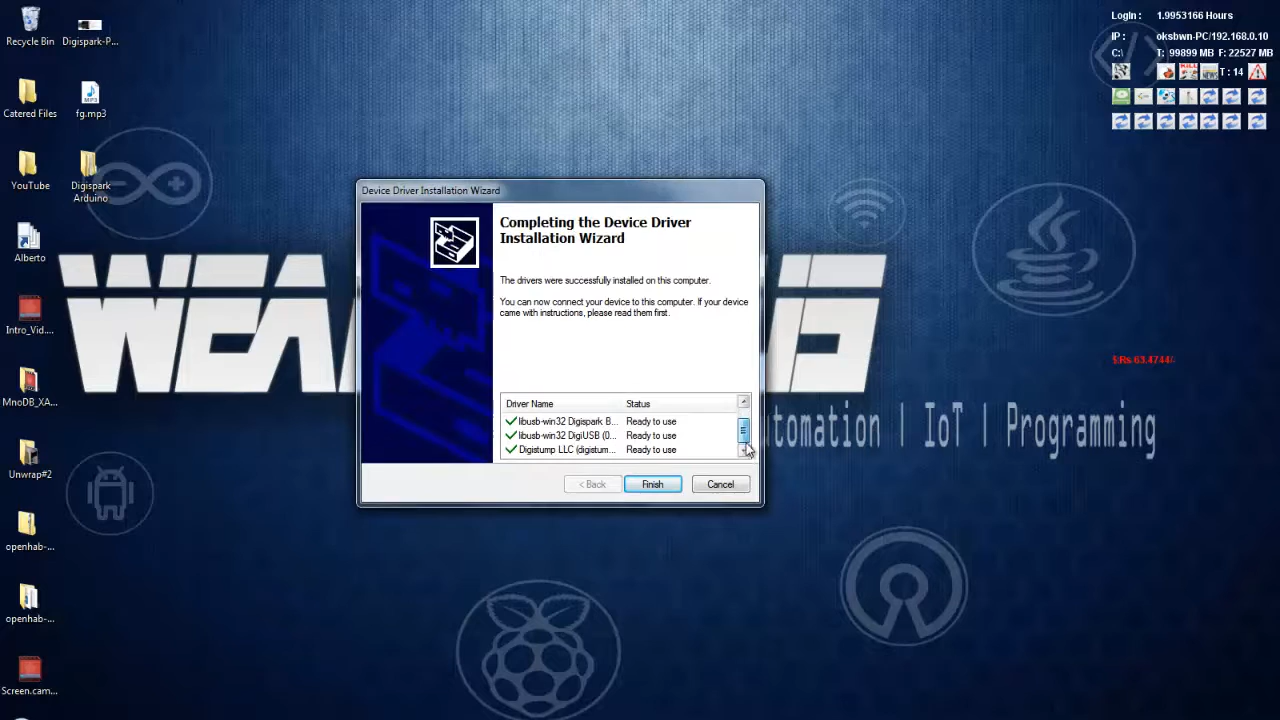 Recycle Bin
Digispark-P...
Catered Files
fg.mp3
YouTube
Digispark
Arduino
Alberto
Intro_Vid....
MnoDB_XA...
Unwrap#2
openhab-...
openhab-...
Screen.cam...
Login : 1.9953166 Hours
IP : oksbwn-PC/192.168.0.10
C:\ T: 99899 MB F: 22527 MB
KILL
T : 14
$:Rs 63.4744/-
utomation | IoT | Programming
Device Driver Installation Wizard
Completing the Device Driver
Installation Wizard
The drivers were successfully installed on this computer.
You can now connect your device to this computer. If your device
came with instructions, please read them first.
Driver Name Status
libusb-win32 Digispark B... Ready to use
libusb-win32 DigiUSB (0... Ready to use
Digistump LLC (digistum... Ready to use
< Back Finish Cancel